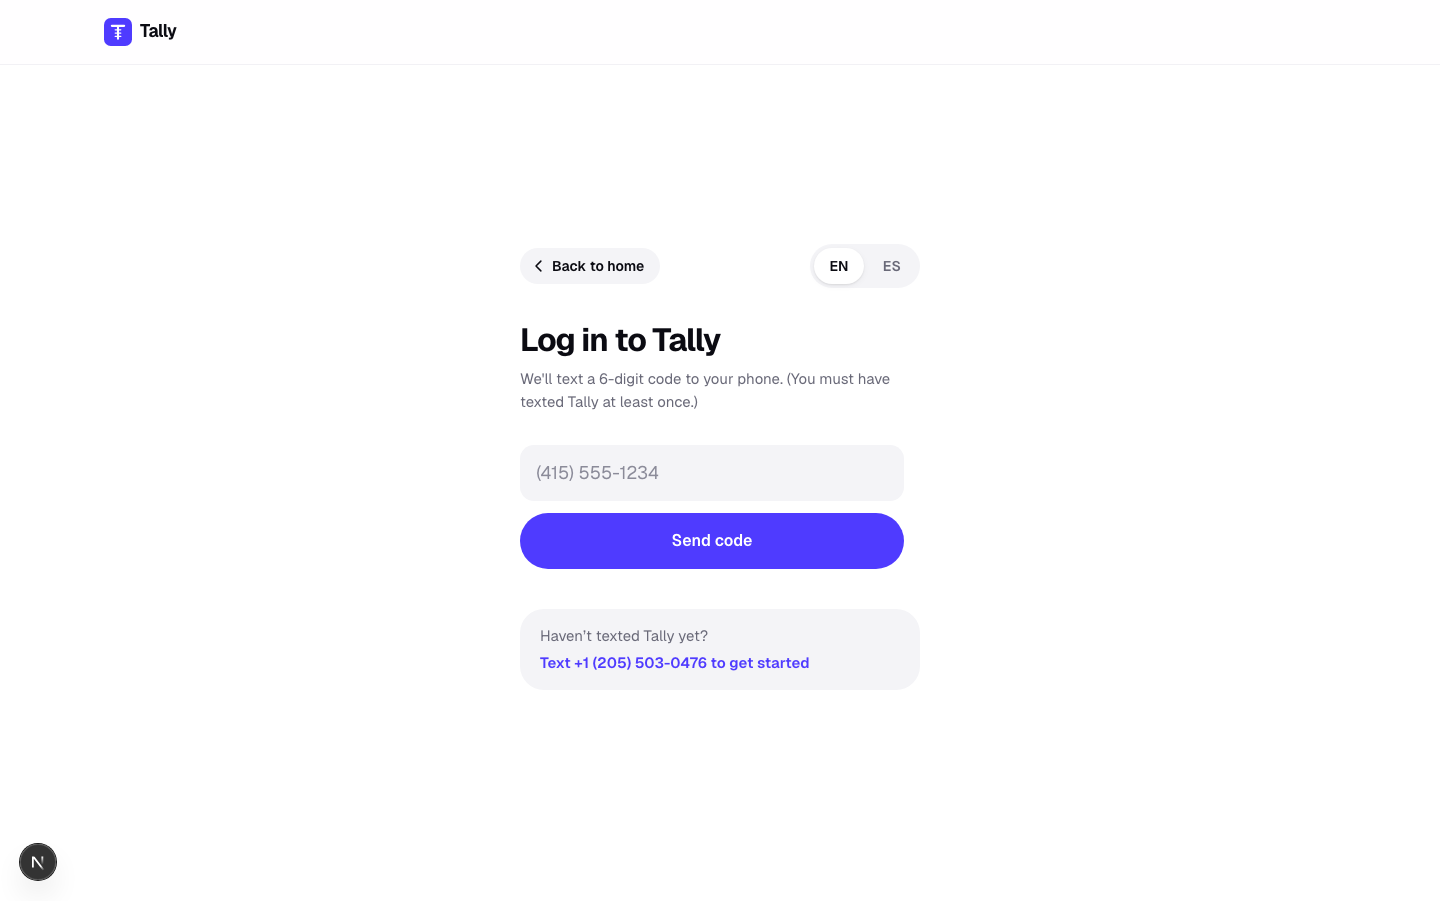 Tally
Back to home
EN
ES
Log in to Tally
We'll text a 6-digit code to your phone. (You must have
texted Tally at least once.)
(415) 555-1234
Send code
Haven't texted Tally yet?
Text +1 (205) 503-0476 to get started
N